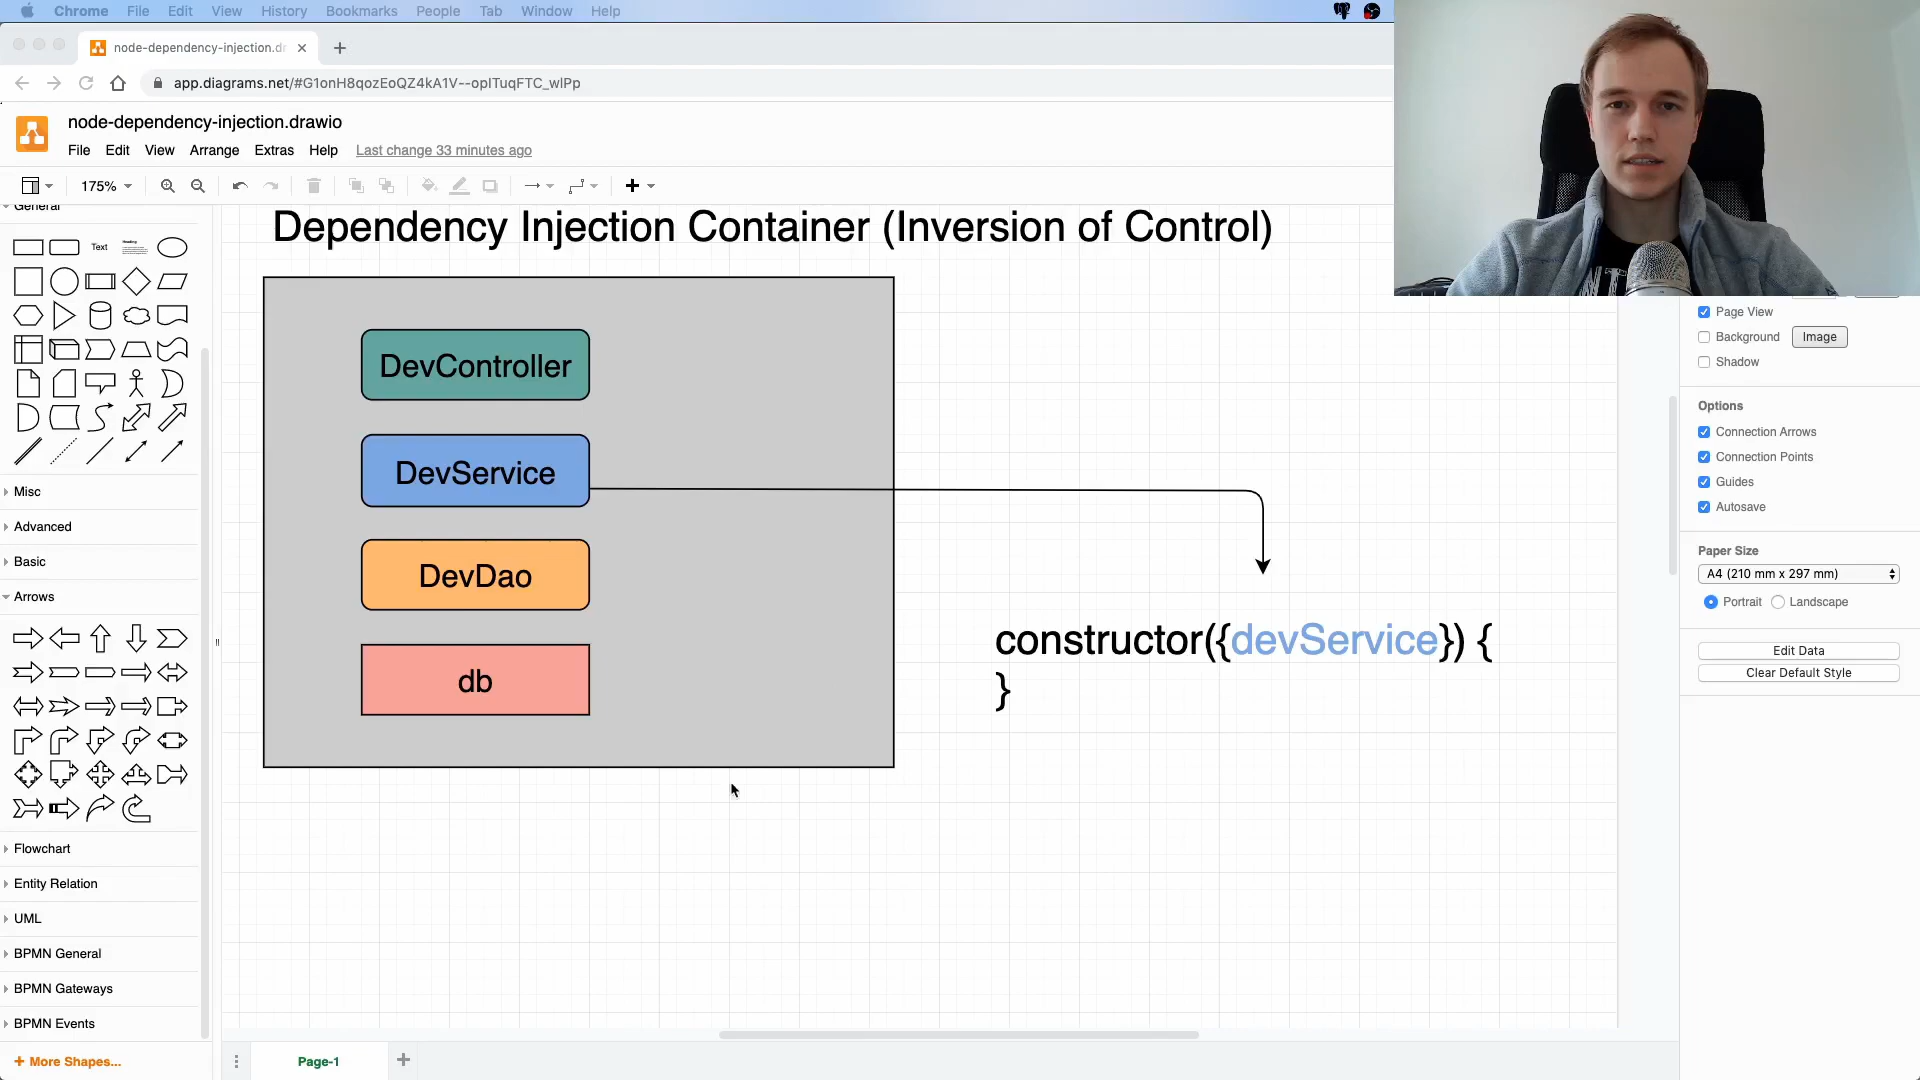 Chrome File Edit View History Bookmarks People Tab Window Help
node-dependency-injection.dr
app.diagrams.net/#G1onH8qozEoQZ4kA1V--opITuqFTC_wlPp
node-dependency-injection.drawio
File Edit View Arrange Extras Help Last change 33 minutes ago
175%
General
Text
Heading
Misc
Advanced
Basic
Arrows
Flowchart
Entity Relation
UML
BPMN General
BPMN Gateways
BPMN Events
+ More Shapes...
Dependency Injection Container (Inversion of Control)
DevController
DevService
DevDao
db
constructor({devService}) {
}
Page View
Background Image
Shadow
Options
Connection Arrows
Connection Points
Guides
Autosave
Paper Size
A4 (210 mm x 297 mm)
Portrait Landscape
Edit Data
Clear Default Style
Page-1